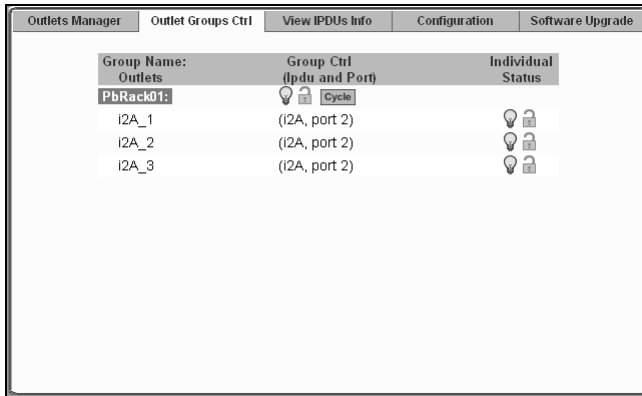 Outlets Manager Outlet Groups Ctrl View IPDUs Info Configuration Software Upgrade
Group Name: Group Ctrl Individual
Outlets (Ipdu and Port) Status
PbRack01: Cycle
i2A_1 (i2A, port 2)
i2A_2 (i2A, port 2)
i2A_3 (i2A, port 2)